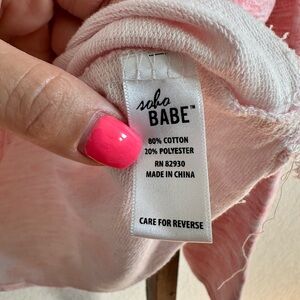 soho
BABE™
80% COTTON
20% POLYESTER
RN 82930
MADE IN CHINA
CARE FOR REVERSE